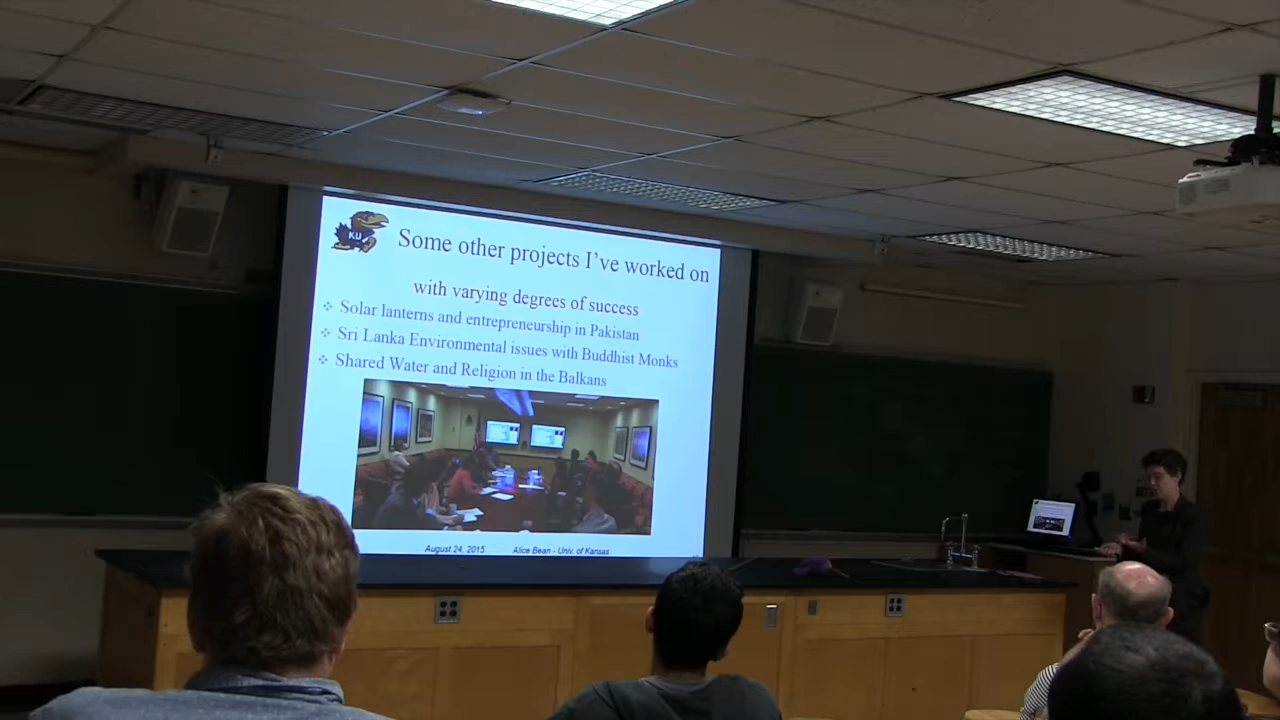 KU
Some other projects I've worked on
with varying degrees of success
Solar lanterns and entrepreneurship in Pakistan
Sri Lanka Environmental issues with Buddhist Monks
Shared Water and Religion in the Balkans
August 24, 2015 Alice Bean - Univ. of Kansas